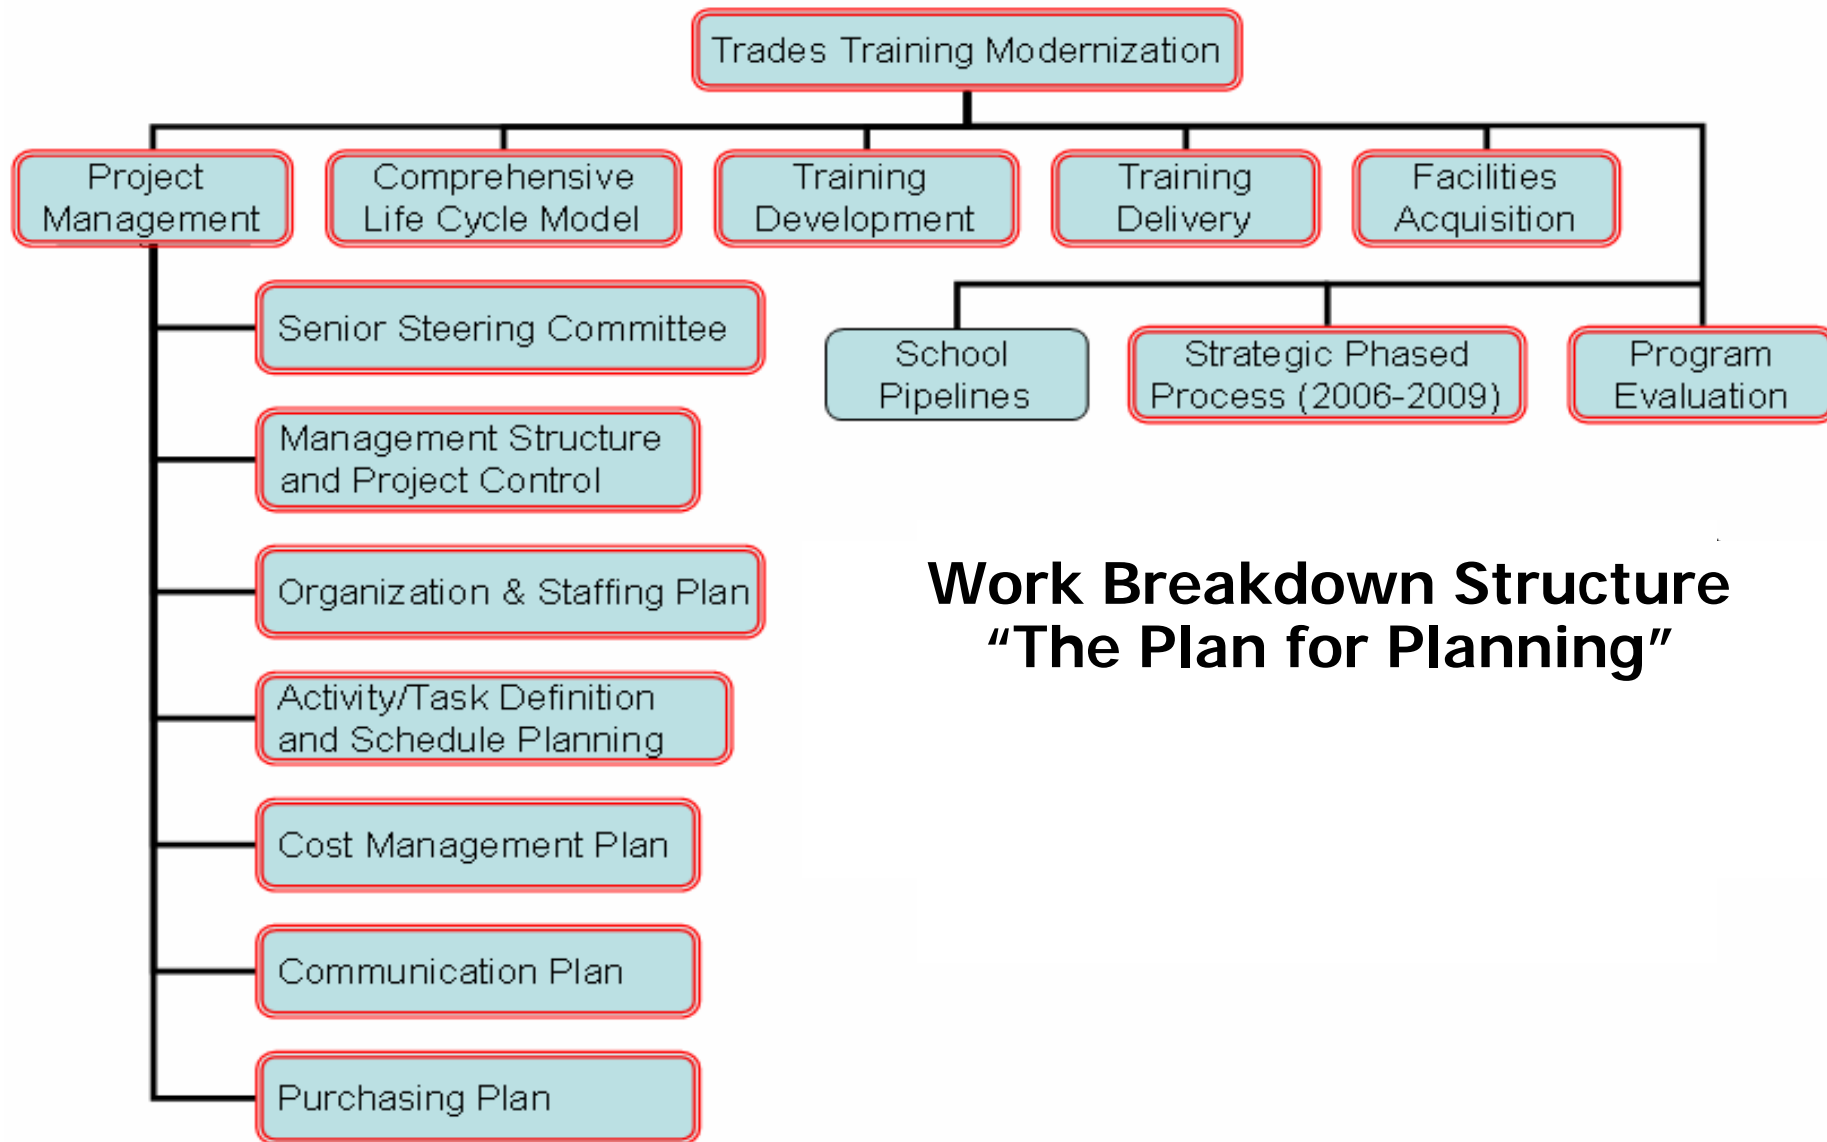 Trades Training Modernization
Project
Management
Comprehensive
Life Cycle Model
Training
Development
Training
Delivery
Facilities
Acquisition
Senior Steering Committee
School
Pipelines
Strategic Phased
Process (2006-2009)
Program
Evaluation
Management Structure
and Project Control
Organization & Staffing Plan
Work Breakdown Structure
“The Plan for Planning”
Activity/Task Definition
and Schedule Planning
Cost Management Plan
Communication Plan
Purchasing Plan